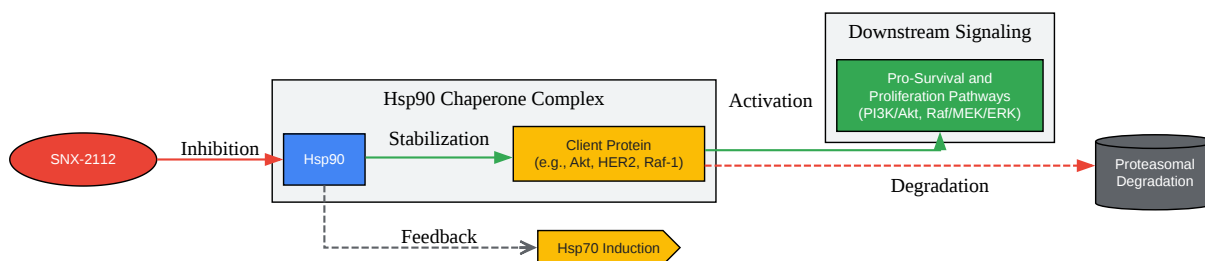 Downstream Signaling
Pro-Survival and
Proliferation Pathways
(PI3K/Akt, Raf/MEK/ERK)
Hsp90 Chaperone Complex
Activation
SNX-2112
Inhibition
Hsp90
Stabilization
Client Protein
(e.g., Akt, HER2, Raf-1)
Degradation
Proteasomal
Degradation
Feedback
Hsp70 Induction